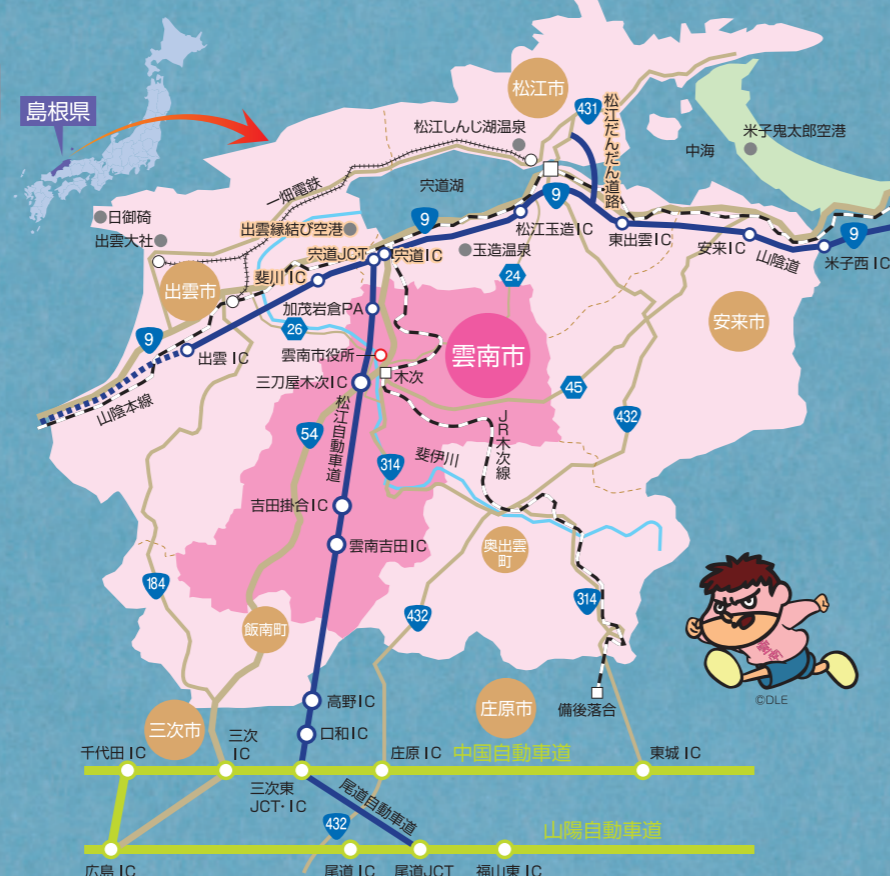 島根県
松江市
431
松江だんだん道路
松江しんじ湖温泉
米子鬼太郎空港
中海
一畑電鉄
宍道湖
日御碕
出雲大社
出雲縁結び空港
9
9
松江玉造IC
東出雲IC
安来IC
山陰道
9
米子西IC
宍道JCT
宍道IC
玉造温泉
24
出雲市
斐川IC
加茂岩倉PA
26
雲南市
安来市
9
出雲IC
雲南市役所
木次
三刀屋木次IC
45
山陰本線
松江自動車道
54
JR木次線
432
314
斐伊川
吉田掛合IC
雲南吉田IC
奥出雲
町
184
432
314
飯南町
高野IC
備後落合
庄原市
三次市
口和IC
©DLE
千代田IC
三次
IC
庄原IC
中国自動車道
東城IC
三次東
JCT・IC
尾道自動車道
432
山陽自動車道
広島IC
尾道IC
尾道JCT
福山東IC